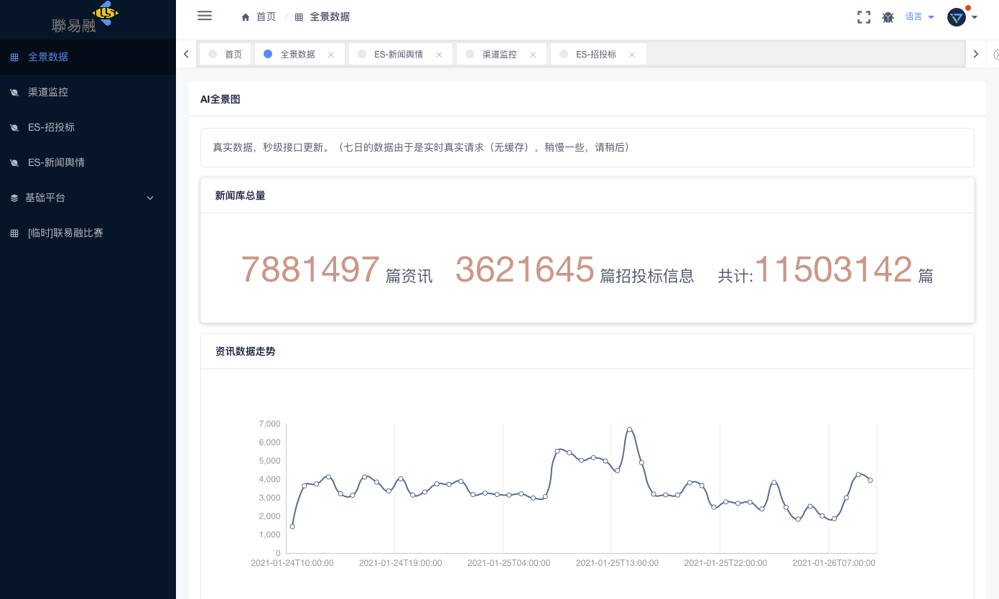 聯易融
LS
全景数据
渠道监控
ES-招投标
ES-新闻舆情
基础平台
[临时]联易融比赛
首页 / 全景数据
语言
首页 全景数据 ES-新闻舆情 渠道监控 ES-招投标
AI全景图
真实数据，秒级接口更新。（七日的数据由于是实时真实请求（无缓存），稍慢一些，请稍后）
新闻库总量
7881497 篇资讯 3621645 篇招投标信息 共计:11503142 篇
资讯数据走势
7,000
6,000
5,000
4,000
3,000
2,000
1,000
0
2021-01-24T10:00:00 2021-01-24T19:00:00 2021-01-25T04:00:00 2021-01-25T13:00:00 2021-01-25T22:00:00 2021-01-26T07:00:00